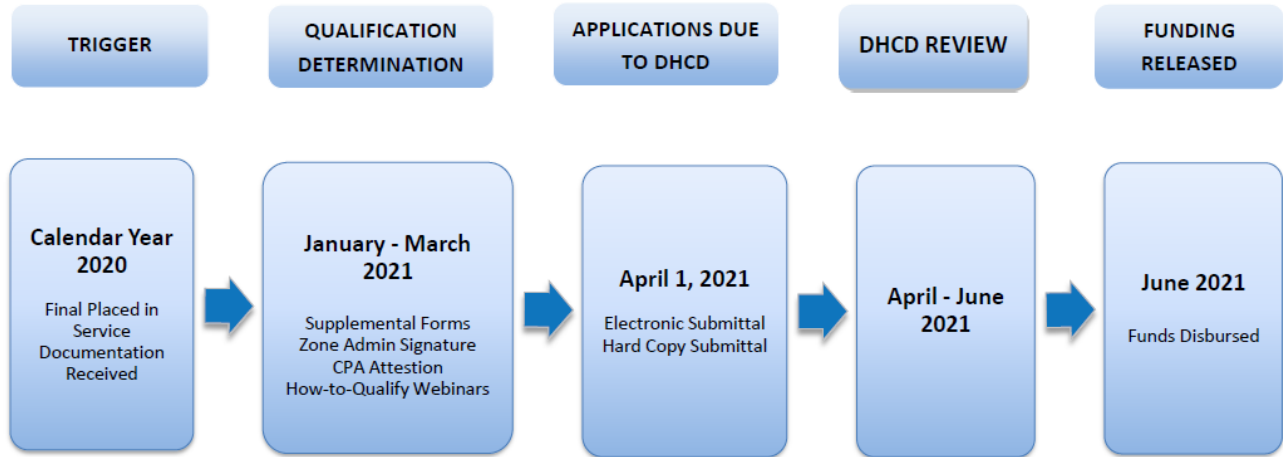 TRIGGER
QUALIFICATION
DETERMINATION
APPLICATIONS DUE
TO DHCD
DHCD REVIEW
FUNDING
RELEASED
Calendar Year
2020
Final Placed in
Service
Documentation
Received
January - March
2021
Supplemental Forms
Zone Admin Signature
CPA Attestion
How-to-Qualify Webinars
April 1, 2021
Electronic Submittal
Hard Copy Submittal
April - June
2021
June 2021
Funds Disbursed